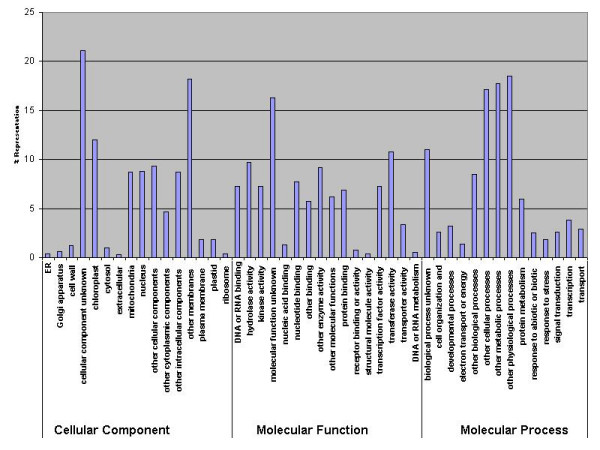 25
20
15
10
5
0
% Representation
ER
Golgi apparatus
cell wall
cellular component unknown
chloroplast
cytosol
extracellular
mitochondria
nucleus
other cellular components
other cytoplasmic components
other intracellular components
other membranes
plasma membrane
plastid
ribosome
DNA or RNA binding
hydrolase activity
kinase activity
molecular function unknown
nucleic acid binding
nucleotide binding
other binding
other enzyme activity
other molecular functions
protein binding
receptor binding or activity
structural molecule activity
transcription factor activity
transferase activity
transporter activity
DNA or RNA metabolism
biological process unknown
cell organization and
developmental processes
electron transport or energy
other biological processes
other cellular processes
other metabolic processes
other physiological processes
protein metabolism
response to abiotic or biotic
response to stress
signal transduction
transcription
transport
Cellular Component
Molecular Function
Molecular Process